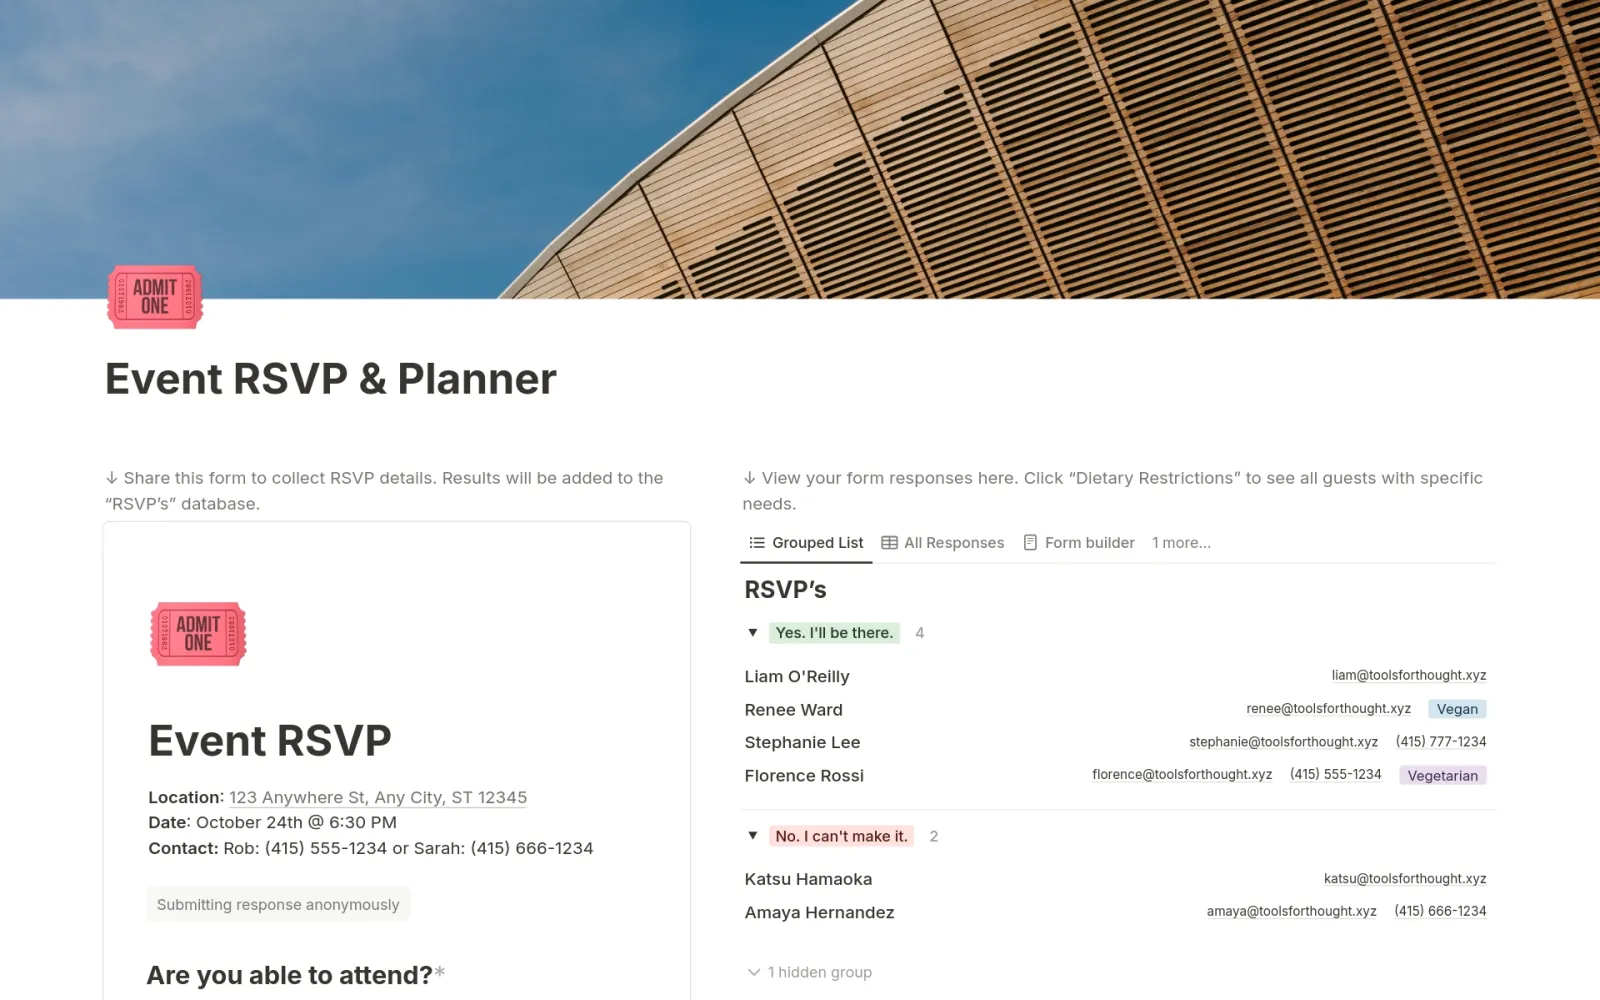 ADMIT
ONE
Event RSVP & Planner
↓ Share this form to collect RSVP details. Results will be added to the
“RSVP’s” database.
ADMIT
ONE
Event RSVP
Location: 123 Anywhere St, Any City, ST 12345
Date: October 24th @ 6:30 PM
Contact: Rob: (415) 555-1234 or Sarah: (415) 666-1234
Submitting response anonymously
Are you able to attend?*
↓ View your form responses here. Click “Dietary Restrictions” to see all guests with specific
needs.
Grouped List All Responses Form builder 1 more...
RSVP’s
Yes. I'll be there. 4
Liam O'Reilly liam@toolsforthought.xyz
Renee Ward renee@toolsforthought.xyz Vegan
Stephanie Lee stephanie@toolsforthought.xyz (415) 777-1234
Florence Rossi florence@toolsforthought.xyz (415) 555-1234 Vegetarian
No. I can't make it. 2
Katsu Hamaoka katsu@toolsforthought.xyz
Amaya Hernandez amaya@toolsforthought.xyz (415) 666-1234
1 hidden group